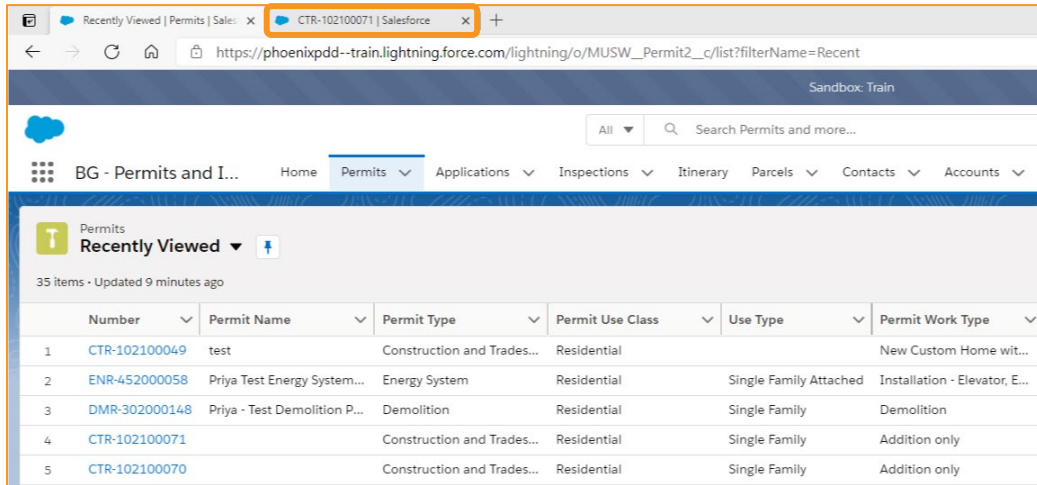 Recently Viewed | Permits | Sales
CTR-102100071 | Salesforce
https://phoenixpdd--train.lightning.force.com/lightning/o/MUSW__Permit2__c/list?filterName=Recent
Sandbox: Train
All Search Permits and more...
BG - Permits and I... Home Permits Applications Inspections Itinerary Parcels Contacts Accounts
Permits
Recently Viewed
35 items • Updated 9 minutes ago
Number Permit Name Permit Type Permit Use Class Use Type Permit Work Type
1 CTR-102100049 test Construction and Trades... Residential New Custom Home wit...
2 ENR-452000058 Priya Test Energy System... Energy System Residential Single Family Attached Installation - Elevator, E...
3 DMR-302000148 Priya - Test Demolition P... Demolition Residential Single Family Demolition
4 CTR-102100071 Construction and Trades... Residential Single Family Addition only
5 CTR-102100070 Construction and Trades... Residential Single Family Addition only